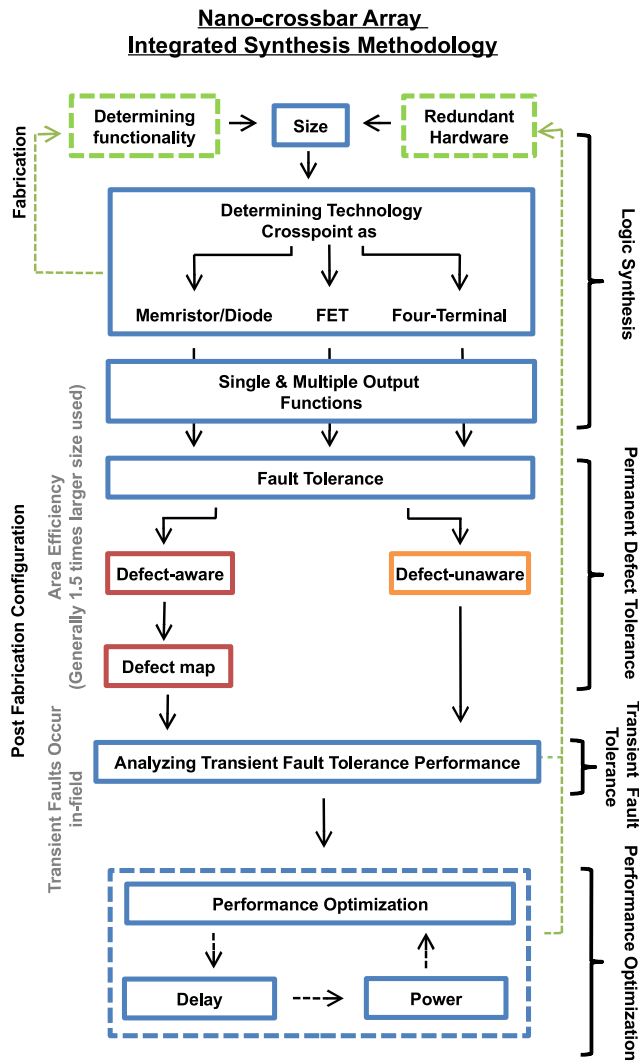 Nano-crossbar Array
Integrated Synthesis Methodology
Determining
functionality
Size
Redundant
Hardware
Fabrication
Determining Technology
Crosspoint as
Memristor/Diode
FET
Four-Terminal
Logic Synthesis
Single & Multiple Output
Functions
Fault Tolerance
Defect-aware
Defect-unaware
Defect map
Permanent Defect Tolerance
Post Fabrication Configuration
Area Efficiency
(Generally 1.5 times larger size used)
Analyzing Transient Fault Tolerance Performance
Transient Fault
Tolerance
Transient Faults Occur
in-field
Performance Optimization
Delay
Power
Performance Optimization